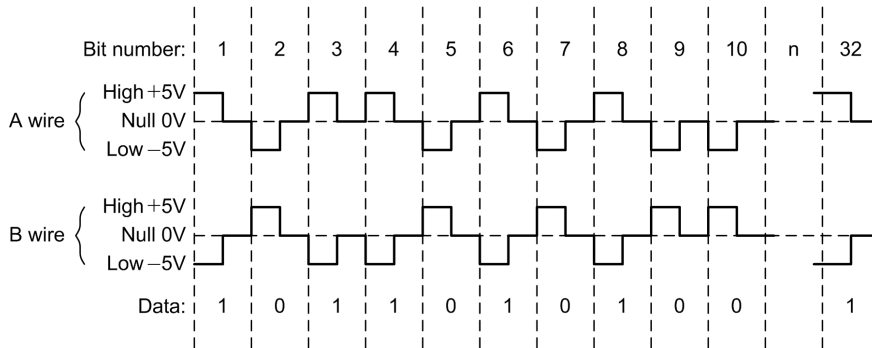 Bit number: 1 2 3 4 5 6 7 8 9 10 n 32
High +5V
A wire { Null 0V
Low −5V
High +5V
B wire { Null 0V
Low −5V
Data: 1 0 1 1 0 1 0 1 0 0 1